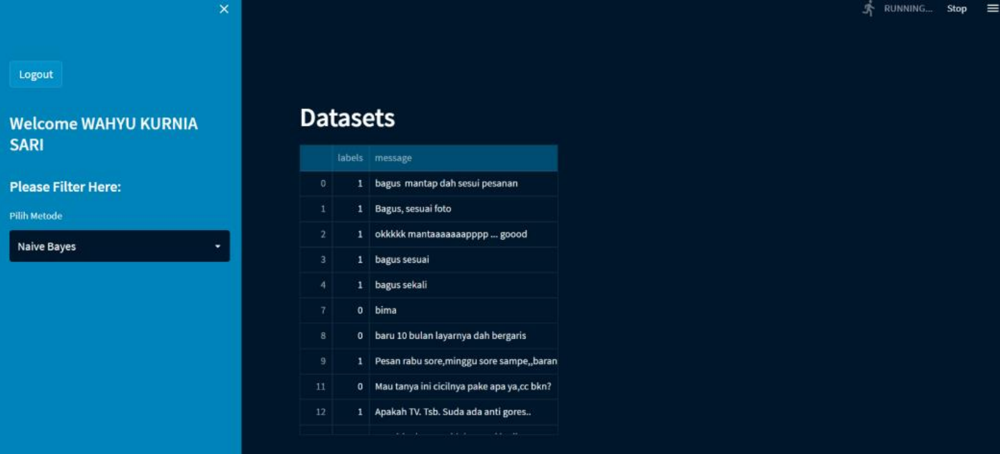 RUNNING... Stop
Logout
Welcome WAHYU KURNIA
SARI
Please Filter Here:
Pilih Metode
Naive Bayes
Datasets
labels message
0 1 bagus mantap dah sesui pesanan
1 1 Bagus, sesuai foto
2 1 okkkkk mantaaaaaaapppp ... goood
3 1 bagus sesuai
4 1 bagus sekali
7 0 bima
8 0 baru 10 bulan layarnya dah bergaris
9 1 Pesan rabu sore,minggu sore sampe,,baran
11 0 Mau tanya ini cicilnya pake apa ya,cc bkn?
12 1 Apakah TV. Tsb. Suda ada anti gores..